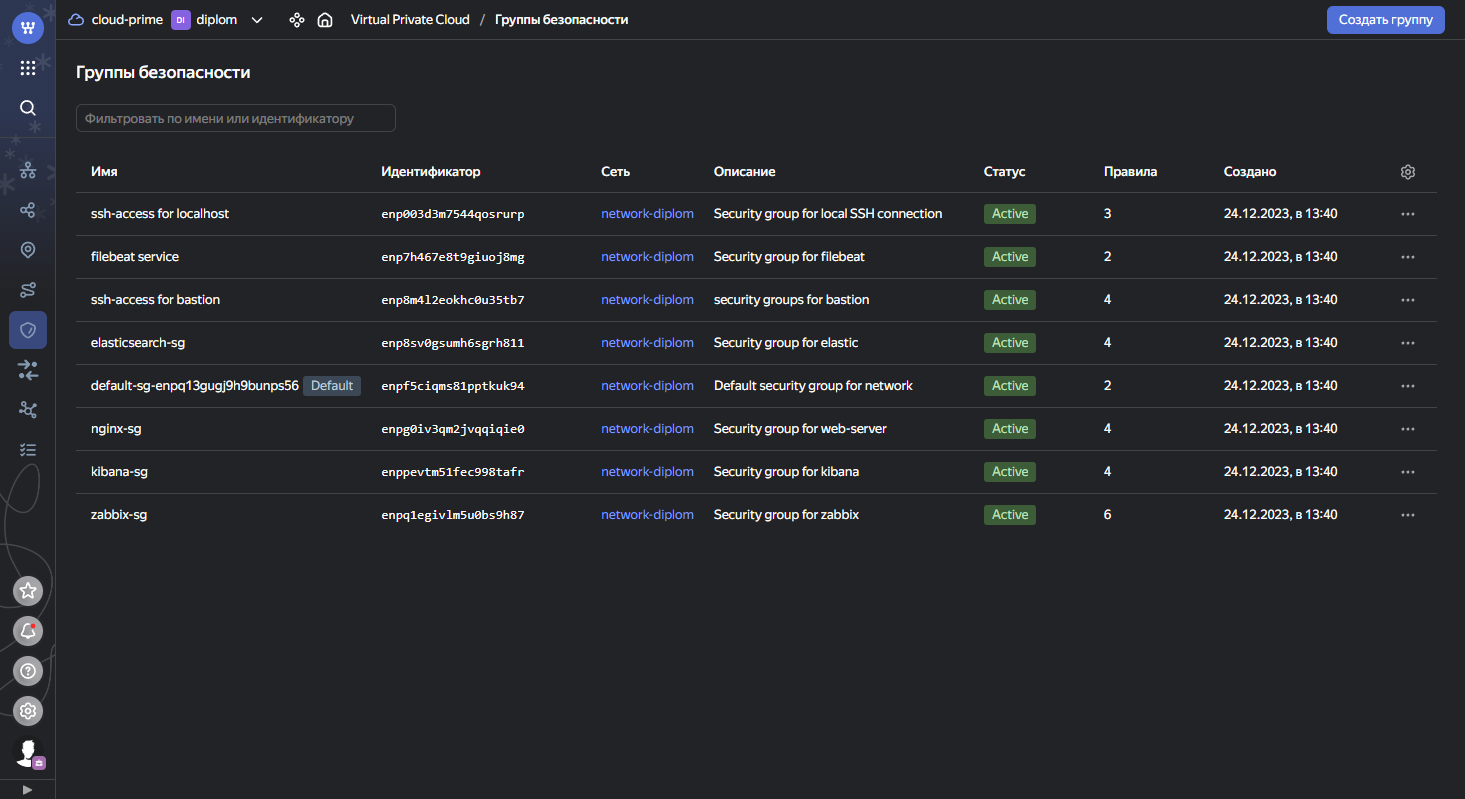 cloud-prime DI diplom Virtual Private Cloud / Группы безопасности Создать группу
Группы безопасности
Фильтровать по имени или идентификатору
Имя Идентификатор Сеть Описание Статус Правила Создано
ssh-access for localhost enp003d3m7544qosrurp network-diplom Security group for local SSH connection Active 3 24.12.2023, в 13:40
filebeat service enp7h467e8t9giuoj8mg network-diplom Security group for filebeat Active 2 24.12.2023, в 13:40
ssh-access for bastion enp8m4l2eokhc0u35tb7 network-diplom security groups for bastion Active 4 24.12.2023, в 13:40
elasticsearch-sg enp8sv0gsumh6sgrh811 network-diplom Security group for elastic Active 4 24.12.2023, в 13:40
default-sg-enpq13gugj9h9bunps56 Default enpf5ciqms81pptkuk94 network-diplom Default security group for network Active 2 24.12.2023, в 13:40
nginx-sg enpg0iv3qm2jvqqiqie0 network-diplom Security group for web-server Active 4 24.12.2023, в 13:40
kibana-sg enppevtm51fec998tafr network-diplom Security group for kibana Active 4 24.12.2023, в 13:40
zabbix-sg enpq1egivlm5u0bs9h87 network-diplom Security group for zabbix Active 6 24.12.2023, в 13:40